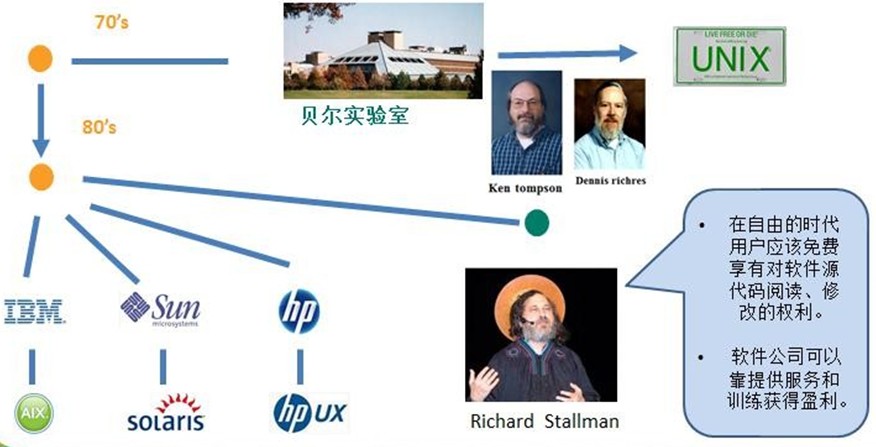 70's
LIVE FREE OR DIE
UNIX
贝尔实验室
80's
Ken tompson
Dennis richres
• 在自由的时代
用户应该免费
享有对软件源
代码阅读、修
改的权利。
• 软件公司可以
靠提供服务和
训练获得盈利。
IBM
Sun
microsystems
hp
AIX
solaris
hp UX
Richard Stallman